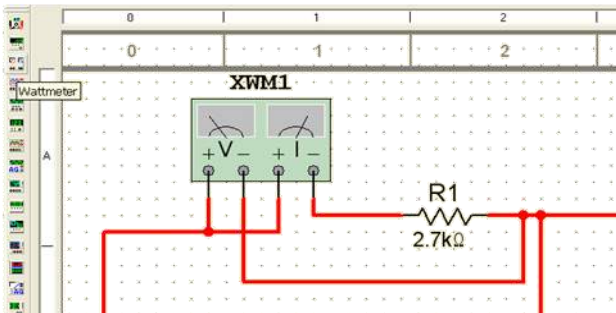 0 1 2
0 1 2
Wattmeter
XWM1
A
+ V − + I −
R1
2.7kΩ